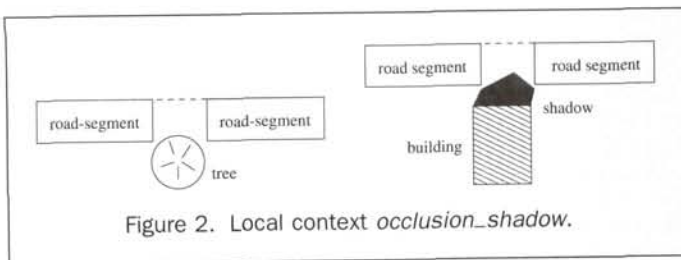 road segment road segment
shadow
road-segment road-segment
building
tree
Figure 2. Local context occlusion_shadow.